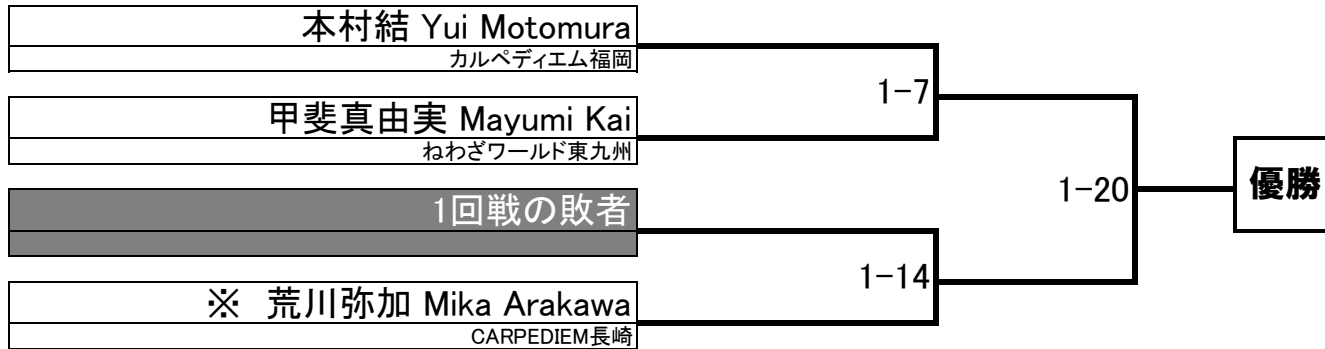 本村結 Yui Motomura
カルペディエム福岡
1-7
甲斐真由実 Mayumi Kai
ねわざワールド東九州
1-20
優勝
1回戦の敗者
1-14
※ 荒川弥加 Mika Arakawa
CARPEDIEM長崎